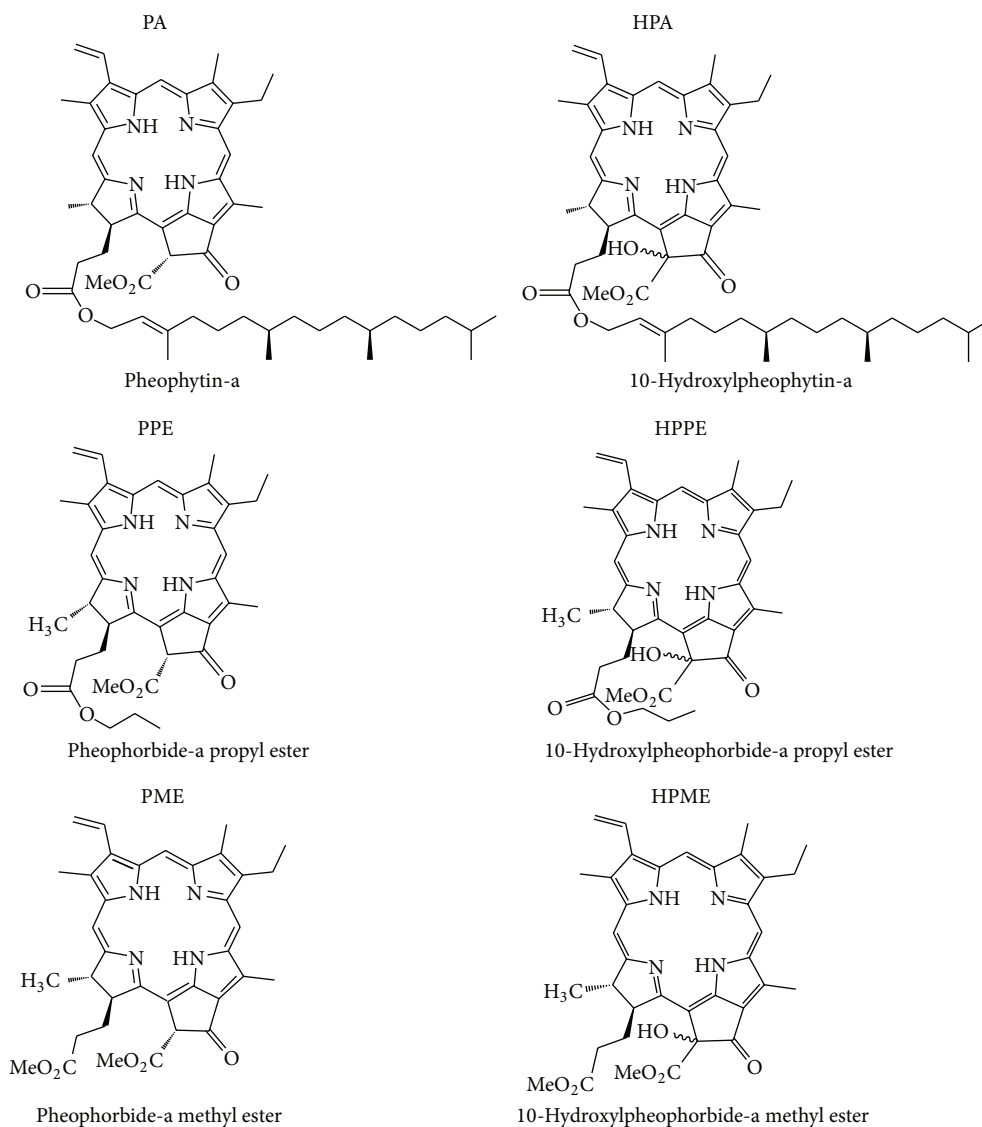 PA
NH
N
N
HN
MeO2C
O
O
O
Pheophytin-a
HPA
NH
N
N
HN
HO
MeO2C
O
O
O
10-Hydroxylpheophytin-a
PPE
NH
N
N
HN
H3C
MeO2C
O
O
O
Pheophorbide-a propyl ester
HPPE
NH
N
N
HN
H3C
HO
MeO2C
O
O
O
10-Hydroxylpheophorbide-a propyl ester
PME
NH
N
N
HN
H3C
MeO2C
O
MeO2C
Pheophorbide-a methyl ester
HPME
NH
N
N
HN
H3C
HO
MeO2C
O
MeO2C
10-Hydroxylpheophorbide-a methyl ester